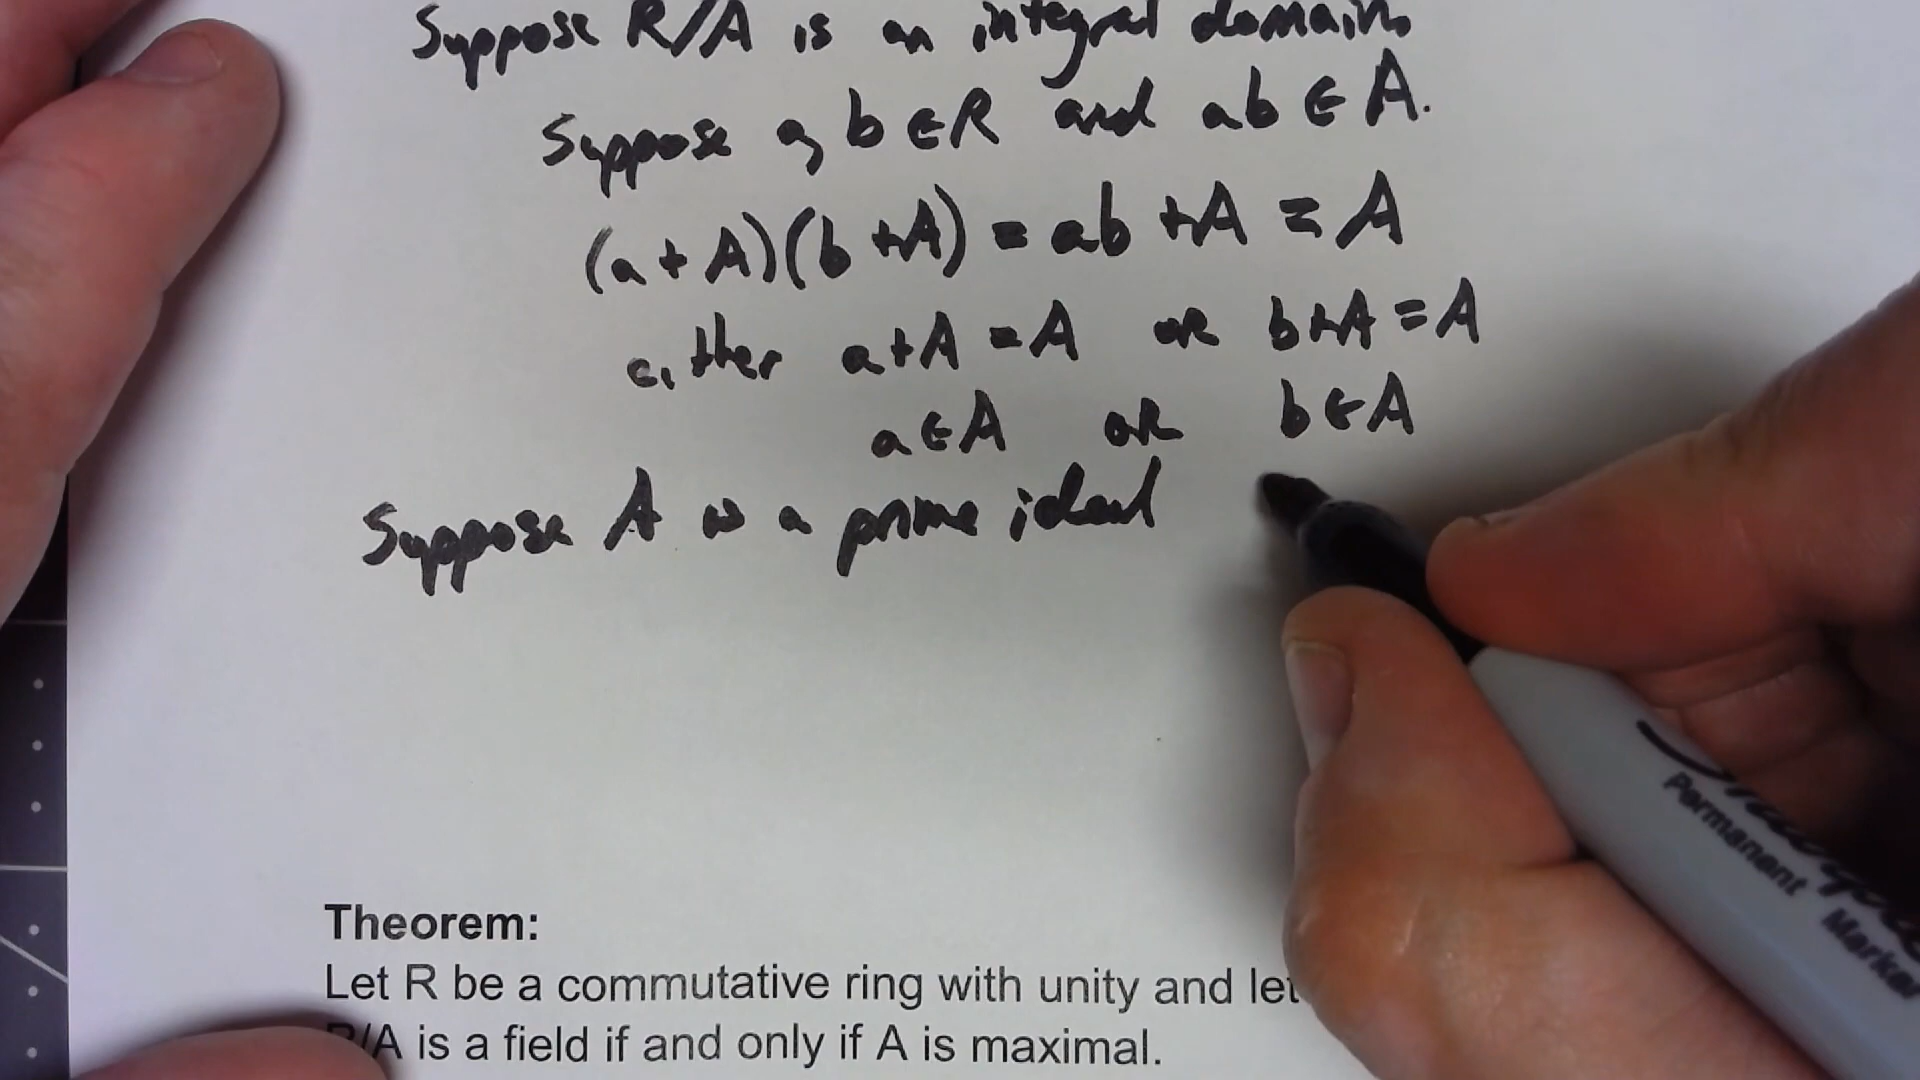 Suppose R/A is an integral domain.
Suppose a, b ∈ R and ab ∈ A.
(a + A)(b + A) = ab + A = A
either a + A = A or b + A = A
a ∈ A or b ∈ A
Suppose A is a prime ideal
Theorem:
Let R be a commutative ring with unity and let
R/A is a field if and only if A is maximal.
Permanent Marker